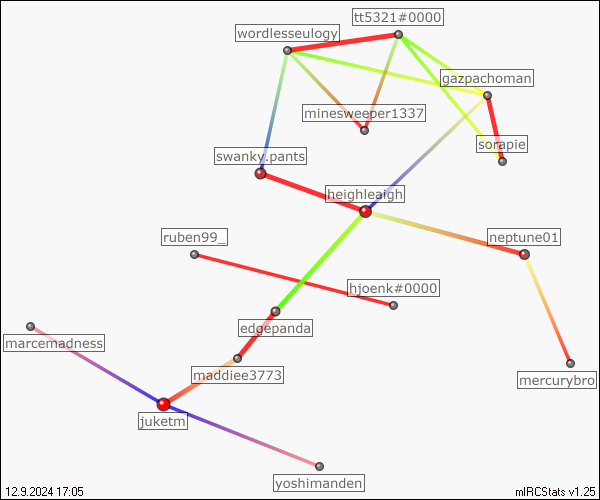 tt5321#0000
wordlesseulogy
gazpachoman
minesweeper1337
sorapie
swanky.pants
heighleaigh
ruben99_
neptune01
hjoenk#0000
edgepanda
marcemadness
maddiee3773
mercurybro
juketm
yoshimanden
12.9.2024 17:05
mIRCStats v1.25